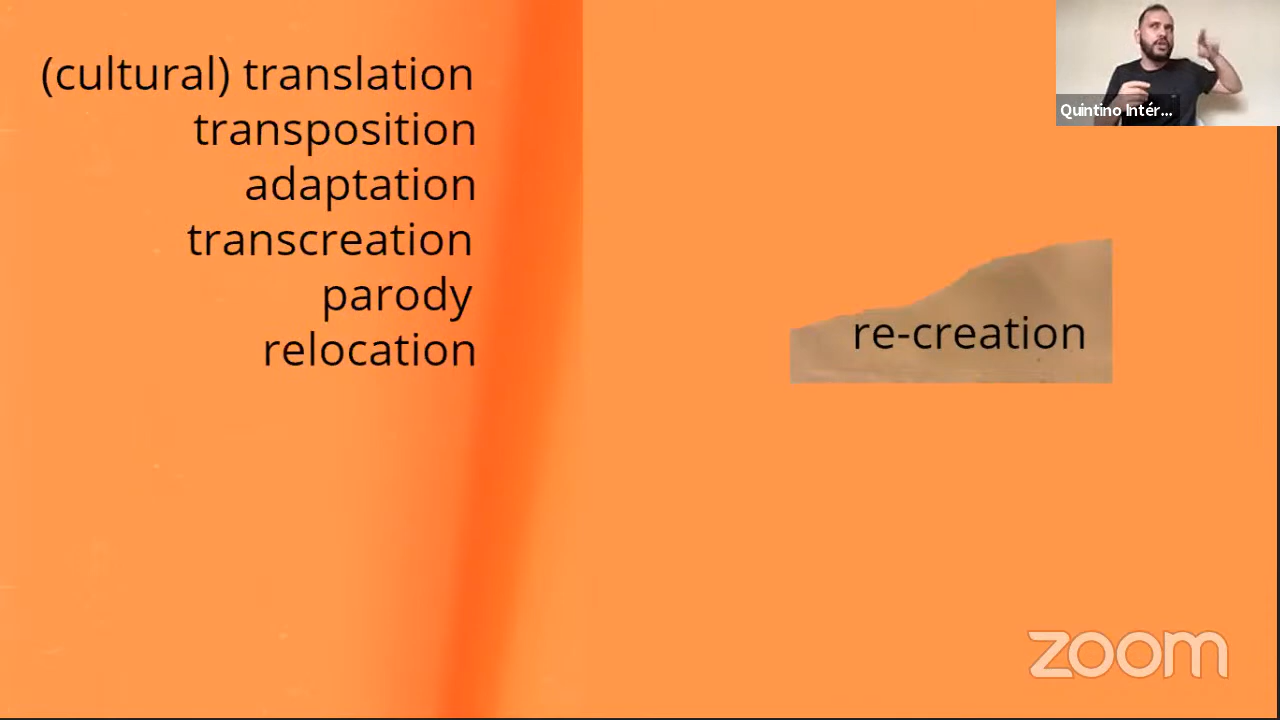 (cultural) translation
transposition
adaptation
transcreation
parody
relocation
re-creation
Quintino Intér...
zoom